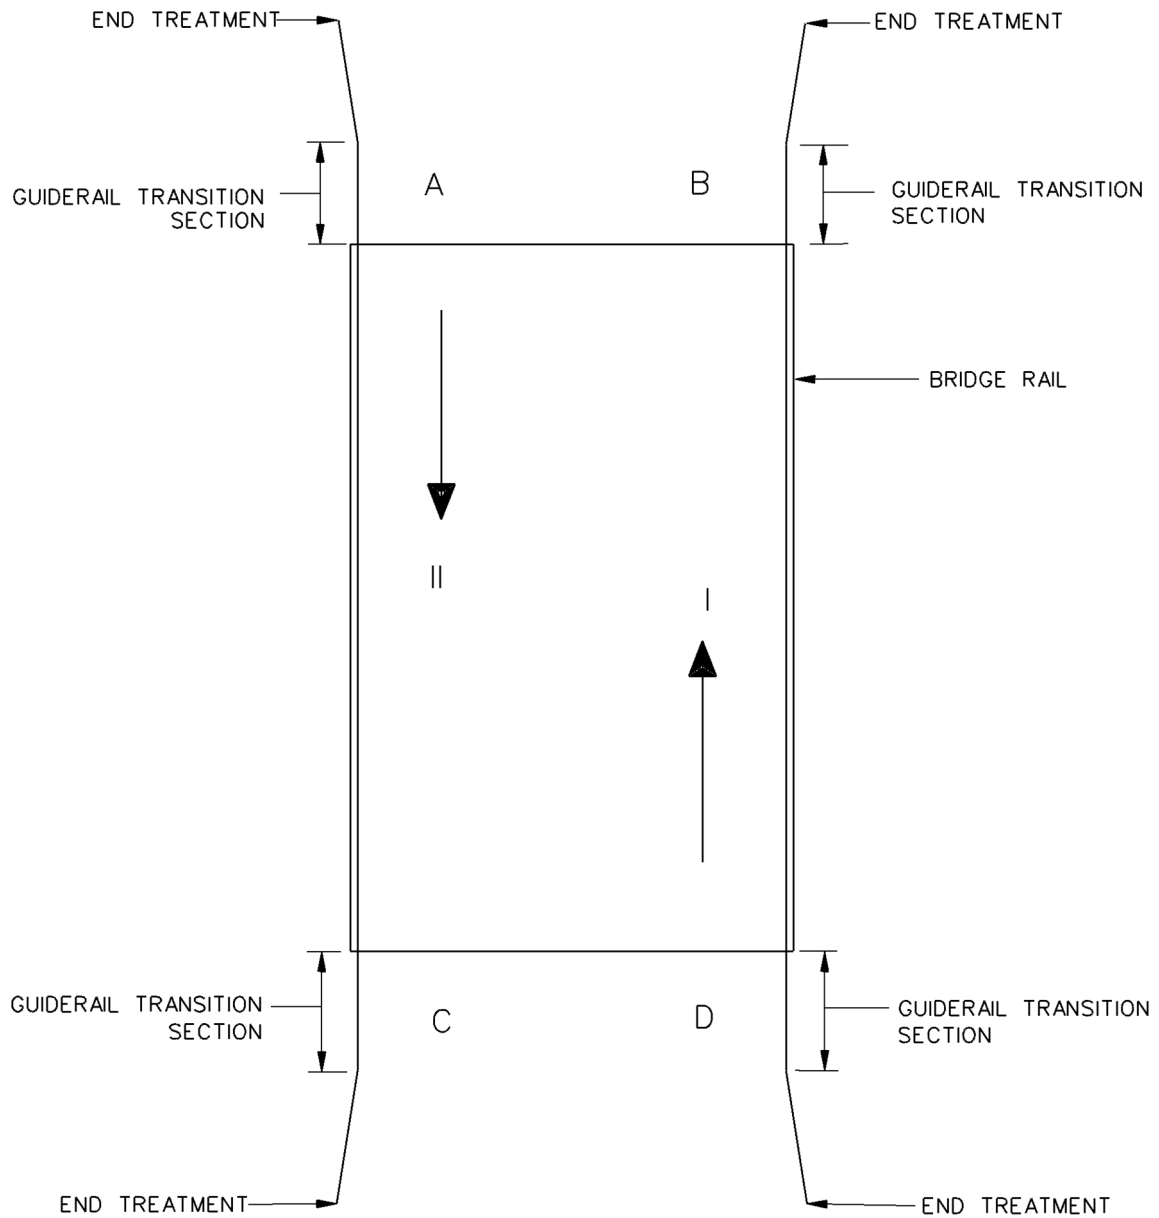 END TREATMENT
END TREATMENT
A
B
GUIDERAIL TRANSITION
SECTION
GUIDERAIL TRANSITION
SECTION
BRIDGE RAIL
II
I
GUIDERAIL TRANSITION
SECTION
C
D
GUIDERAIL TRANSITION
SECTION
END TREATMENT
END TREATMENT